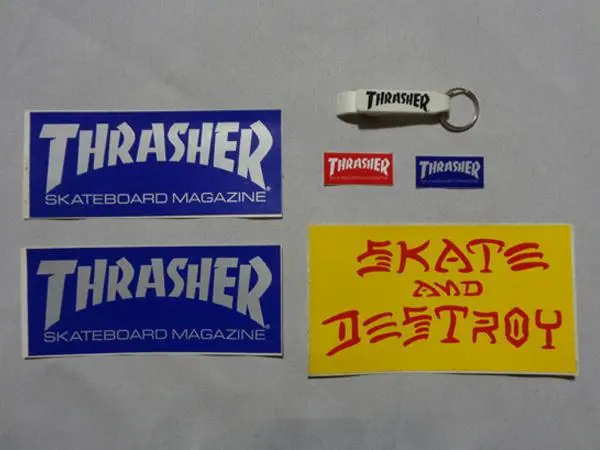 THRASHER
SKATEBOARD MAGAZINE
THRASHER
SKATEBOARD MAGAZINE
THRASHER
THRASHER
THRASHER
SKATE
AND
DESTROY